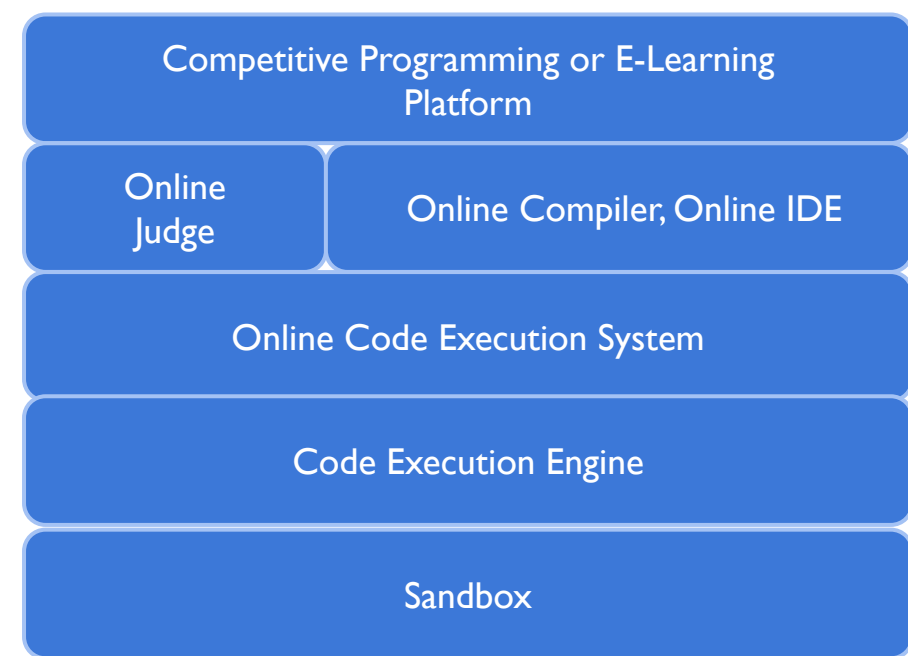 Competitive Programming or E-Learning
Platform
Online
Judge
Online Compiler, Online IDE
Online Code Execution System
Code Execution Engine
Sandbox